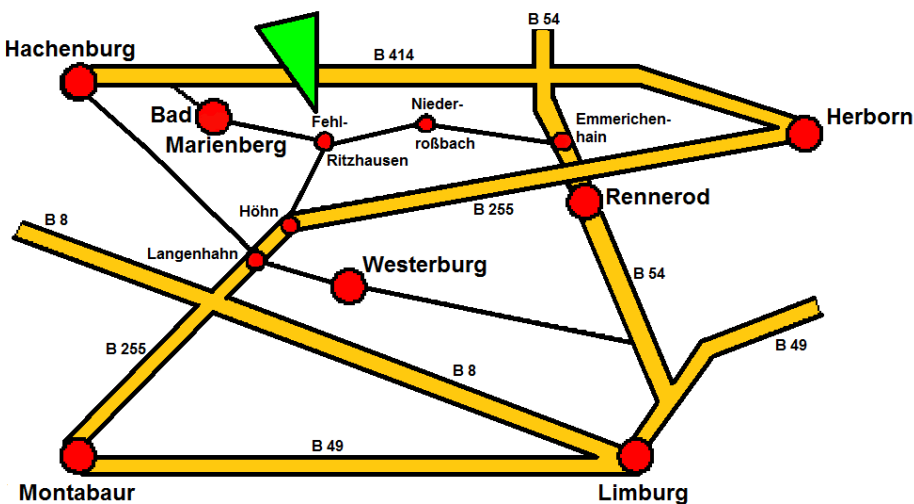 B 54
Hachenburg
B 414
Bad
Marienberg
Fehl-
Ritzhausen
Nieder-
roßbach
Emmerichen-
hain
Herborn
Rennerod
B 255
Höhn
B 8
Langenhahn
Westerburg
B 54
B 49
B 255
B 8
B 49
Montabaur
Limburg